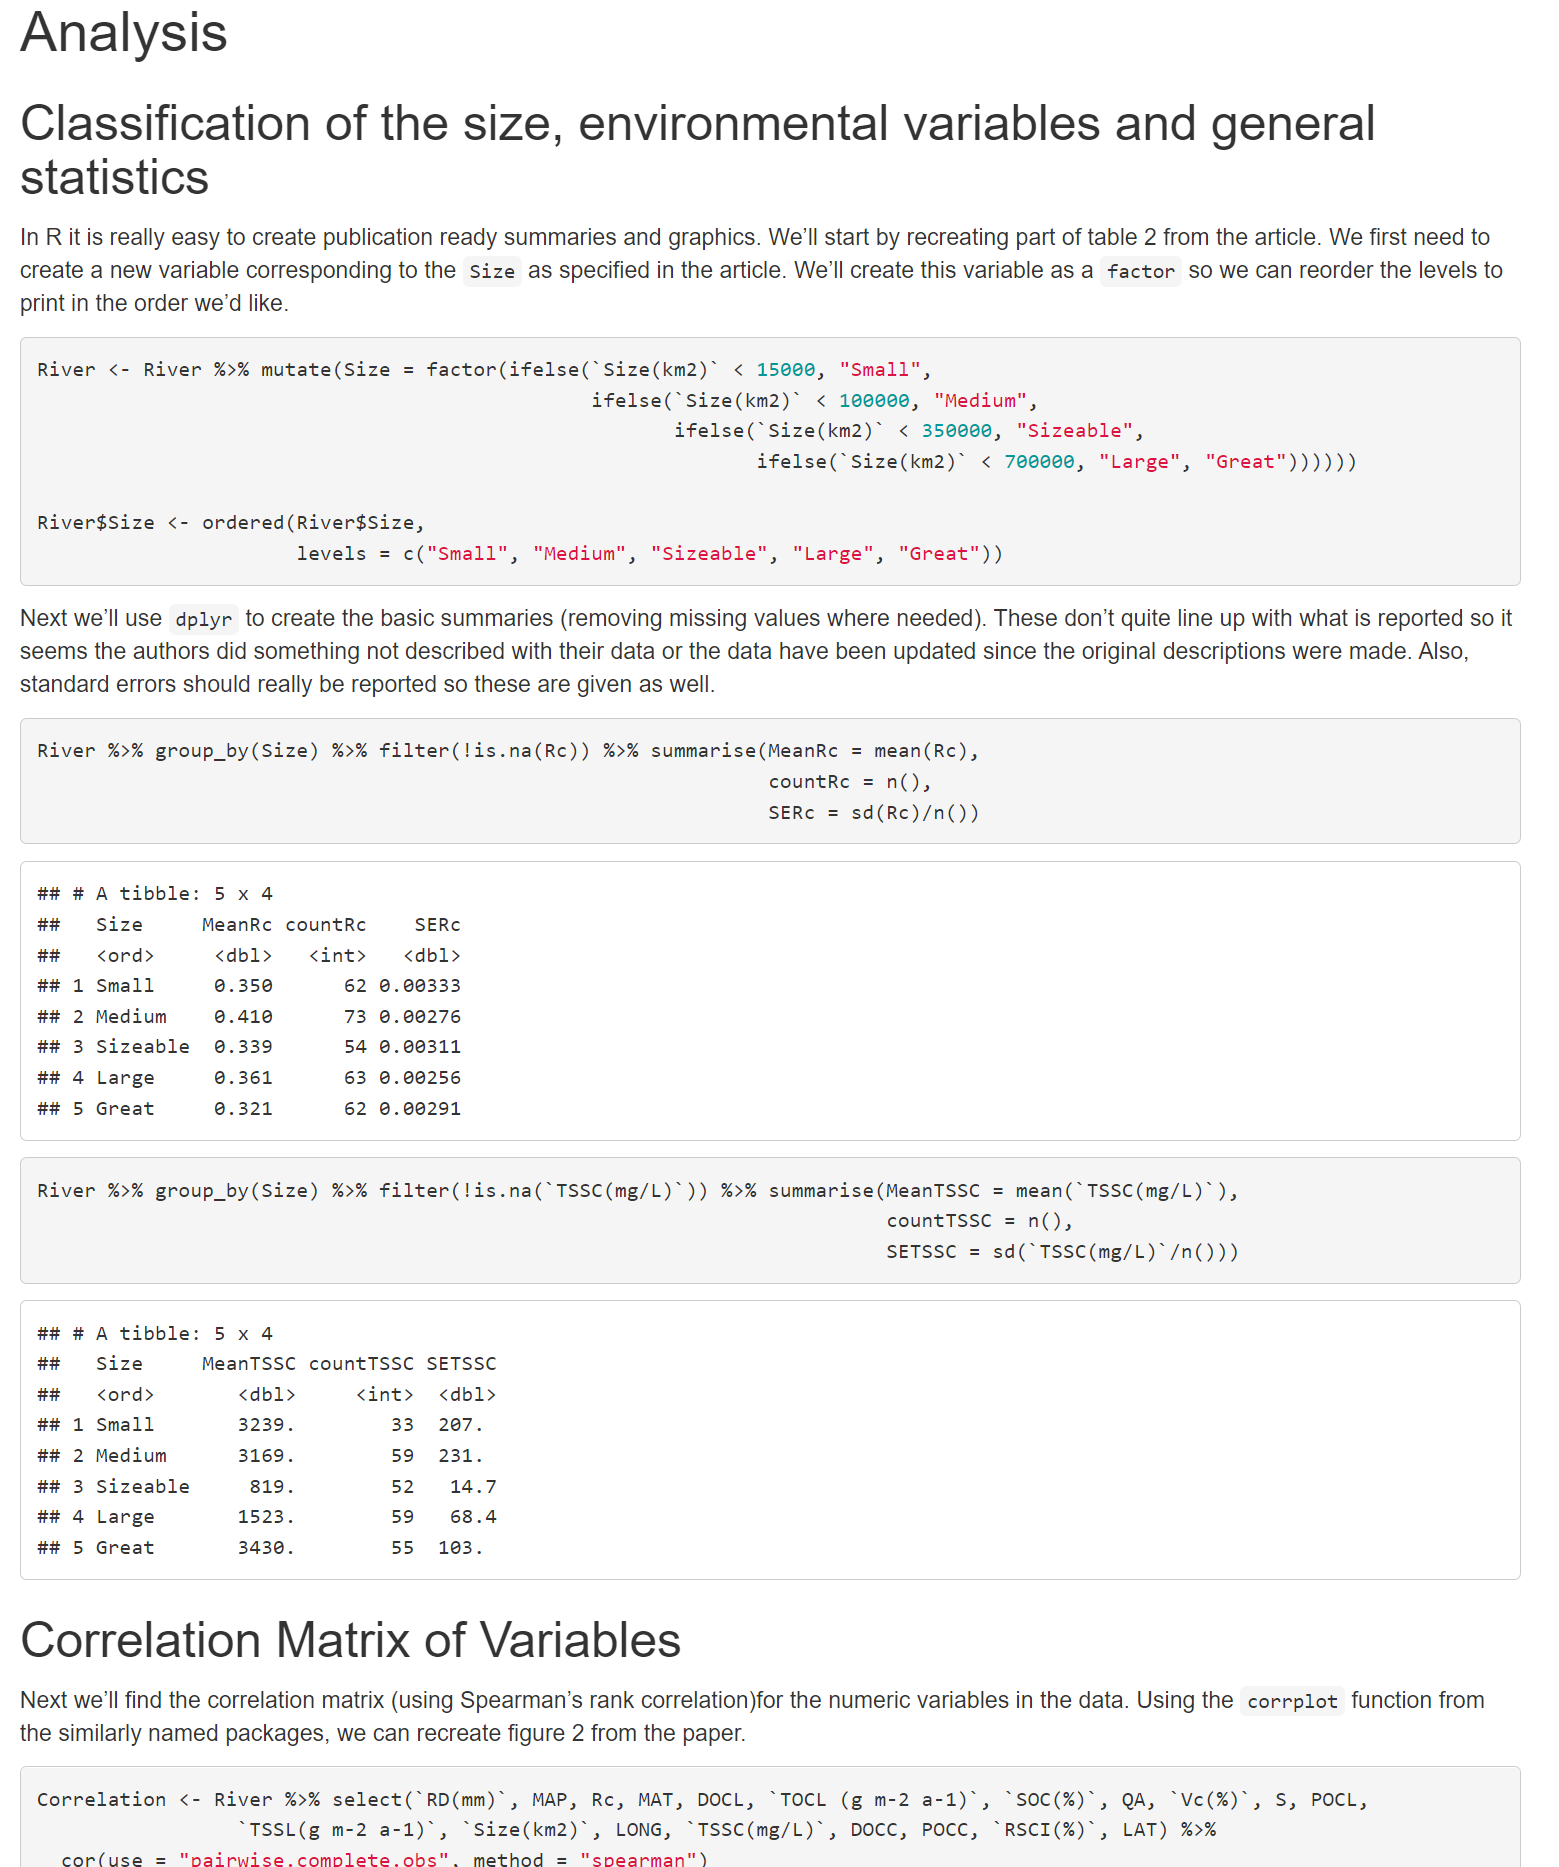 Analysis
Classification of the size, environmental variables and general
statistics
In R it is really easy to create publication ready summaries and graphics. We’ll start by recreating part of table 2 from the article. We first need to
create a new variable corresponding to the Size as specified in the article. We’ll create this variable as a factor so we can reorder the levels to
print in the order we’d like.
River <- River %>% mutate(Size = factor(ifelse(`Size(km2)` < 15000, "Small",
ifelse(`Size(km2)` < 100000, "Medium",
ifelse(`Size(km2)` < 350000, "Sizeable",
ifelse(`Size(km2)` < 700000, "Large", "Great"))))))
River$Size <- ordered(River$Size,
levels = c("Small", "Medium", "Sizeable", "Large", "Great"))
Next we’ll use dplyr to create the basic summaries (removing missing values where needed). These don’t quite line up with what is reported so it
seems the authors did something not described with their data or the data have been updated since the original descriptions were made. Also,
standard errors should really be reported so these are given as well.
River %>% group_by(Size) %>% filter(!is.na(Rc)) %>% summarise(MeanRc = mean(Rc),
countRc = n(),
SERc = sd(Rc)/n())
## # A tibble: 5 x 4
##   Size     MeanRc countRc    SERc
##   <ord>     <dbl>   <int>   <dbl>
## 1 Small     0.350      62 0.00333
## 2 Medium    0.410      73 0.00276
## 3 Sizeable  0.339      54 0.00311
## 4 Large     0.361      63 0.00256
## 5 Great     0.321      62 0.00291
River %>% group_by(Size) %>% filter(!is.na(`TSSC(mg/L)`)) %>% summarise(MeanTSSC = mean(`TSSC(mg/L)`),
countTSSC = n(),
SETSSC = sd(`TSSC(mg/L)`/n()))
## # A tibble: 5 x 4
##   Size     MeanTSSC countTSSC SETSSC
##   <ord>       <dbl>     <int>  <dbl>
## 1 Small       3239.        33  207.
## 2 Medium      3169.        59  231.
## 3 Sizeable     819.        52   14.7
## 4 Large       1523.        59   68.4
## 5 Great       3430.        55  103.
Correlation Matrix of Variables
Next we’ll find the correlation matrix (using Spearman’s rank correlation)for the numeric variables in the data. Using the corrplot function from
the similarly named packages, we can recreate figure 2 from the paper.
Correlation <- River %>% select(`RD(mm)`, MAP, Rc, MAT, DOCL, `TOCL (g m-2 a-1)`, `SOC(%)`, QA, `Vc(%)`, S, POCL,
`TSSL(g m-2 a-1)`, `Size(km2)`, LONG, `TSSC(mg/L)`, DOCC, POCC, `RSCI(%)`, LAT) %>%
cor(use = "pairwise.complete.obs", method = "spearman")